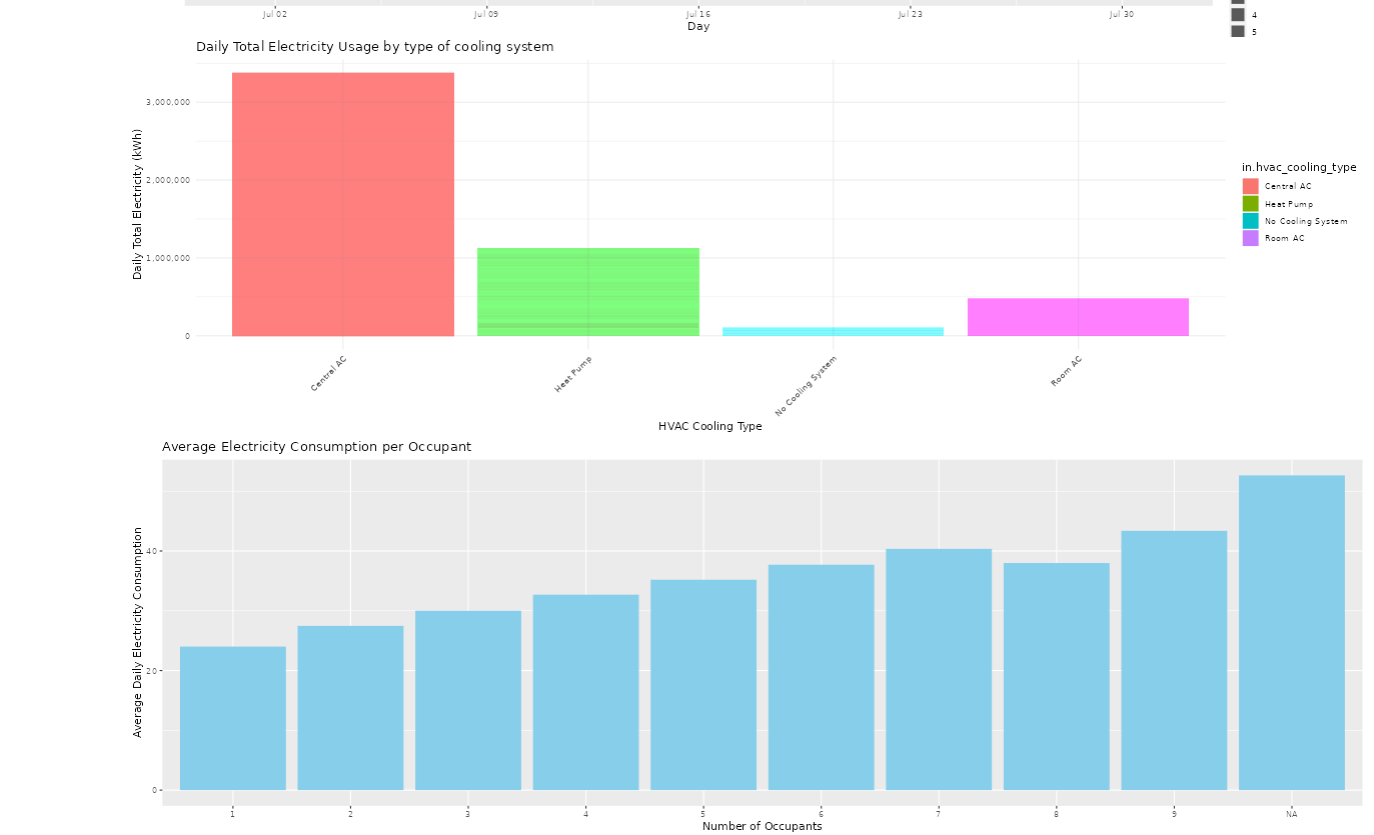 Jul 02 Jul 09 Jul 16 Jul 23 Jul 30
Day
4
5
Daily Total Electricity Usage by type of cooling system
Daily Total Electricity (kWh)
3,000,000
2,000,000
1,000,000
0
Central AC Heat Pump No Cooling System Room AC
HVAC Cooling Type
in.hvac_cooling_type
Central AC
Heat Pump
No Cooling System
Room AC
Average Electricity Consumption per Occupant
Average Daily Electricity Consumption
40
20
0
1 2 3 4 5 6 7 8 9 NA
Number of Occupants